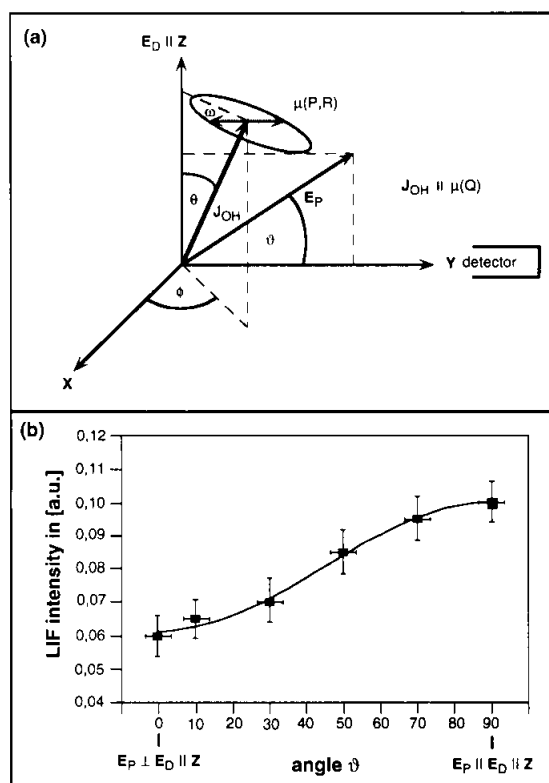 (a)
E_D ∥ Z
ω
μ(P,R)
θ
J_OH
E_P
J_OH ∥ μ(Q)
ϑ
Y detector
ϕ
X
(b)
LIF intensity in [a.u.]
0,12
0,10
0,09
0,08
0,07
0,06
0,05
0,04
0 10 20 30 40 50 60 70 80 90
E_P ⊥ E_D ∥ Z
angle ϑ
E_P ∥ E_D ∥ Z